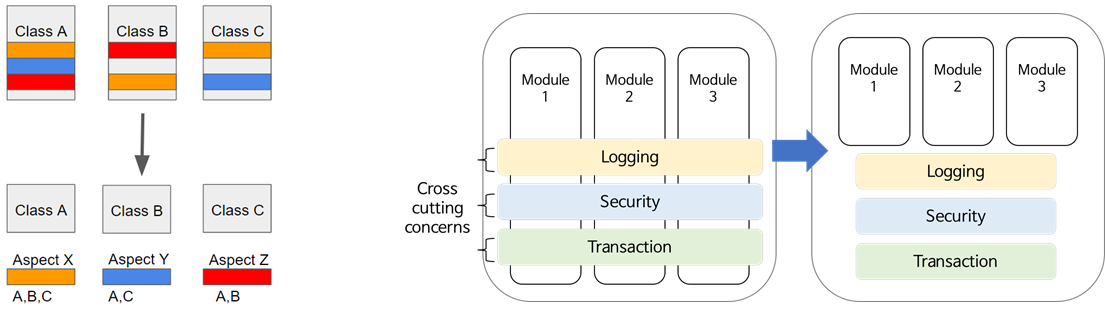 Class A
Class B
Class C
Class A
Class B
Class C
Aspect X
Aspect Y
Aspect Z
A,B,C
A,C
A,B
Module
1
Module
2
Module
3
Logging
Security
Transaction
Cross
cutting
concerns
Module
1
Module
2
Module
3
Logging
Security
Transaction